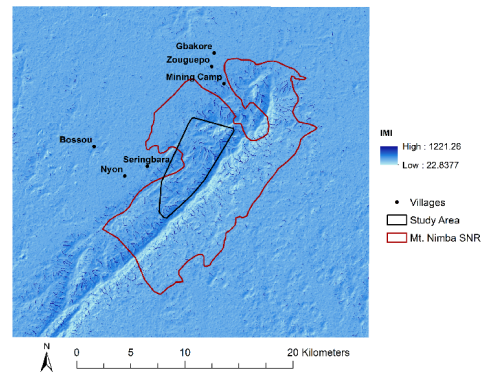 Gbakore
Zouguepo
Mining Camp
Bossou
Seringbara
Nyon
IMI
High : 1221.26
Low : 22.8377
Villages
Study Area
Mt. Nimba SNR
N
0 5 10 20 Kilometers